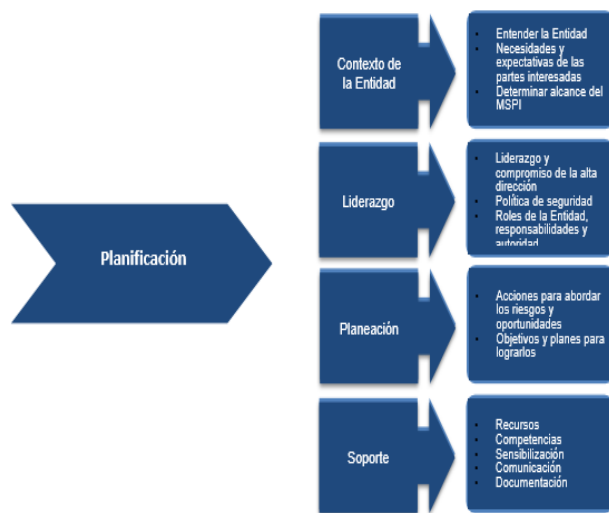 Planificación
Contexto de
la Entidad
Entender la Entidad
Necesidades y
expectativas de las
partes interesadas
Determinar alcance del
MSPI
Liderazgo
Liderazgo y
compromiso de la alta
dirección
Política de seguridad
Roles de la Entidad,
responsabilidades y
autoridad
Planeación
Acciones para abordar
los riesgos y
oportunidades
Objetivos y planes para
lograrlos
Soporte
Recursos
Competencias
Sensibilización
Comunicación
Documentación